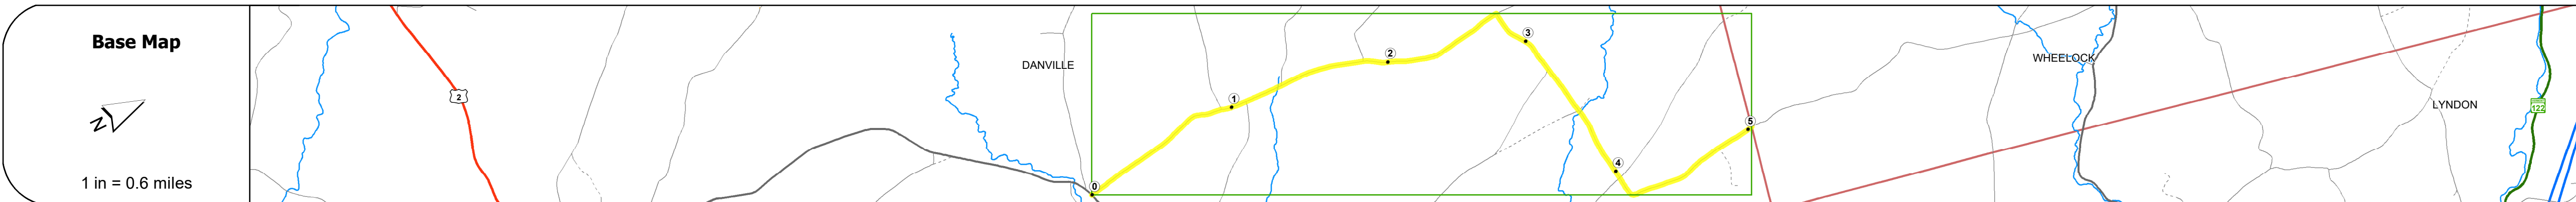 Base Map
N
1 in = 0.6 miles
2
DANVILLE
0
1
2
3
4
5
WHEELOCK
LYNDON
122